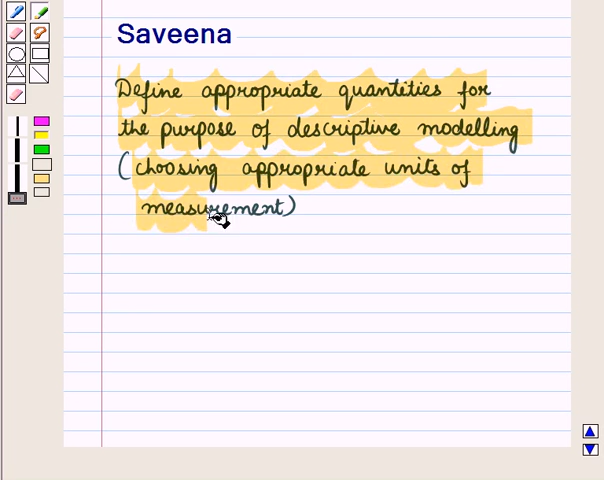 Saveena
Define appropriate quantities for
the purpose of descriptive modelling
(choosing appropriate units of
measurement)